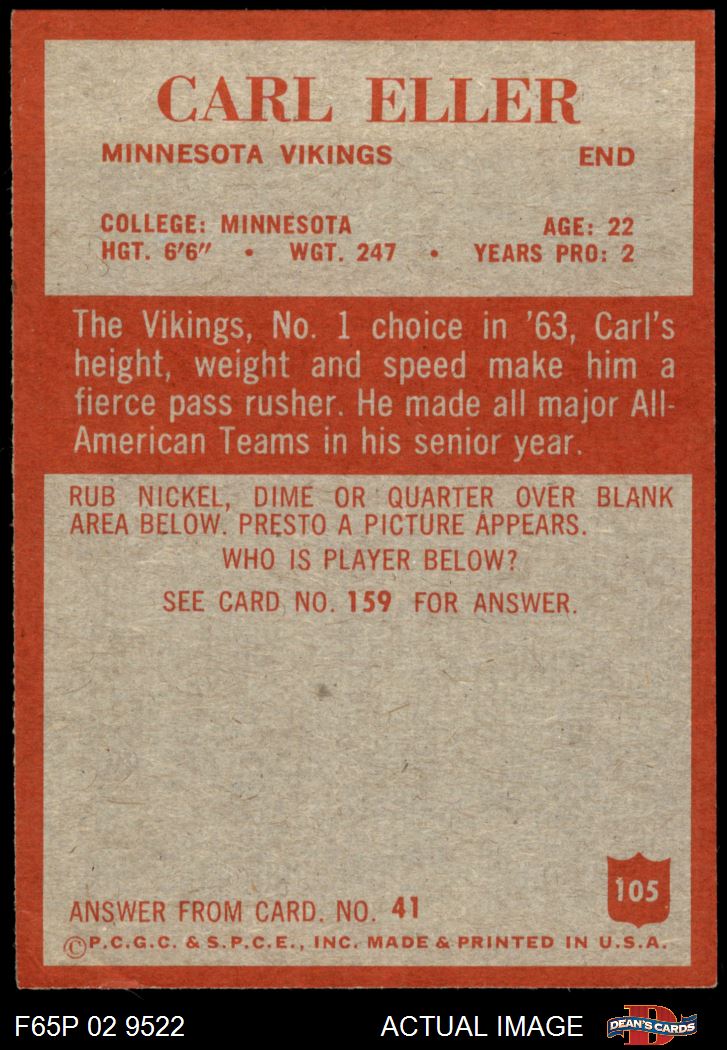 CARL ELLER
MINNESOTA VIKINGS END
COLLEGE: MINNESOTA AGE: 22
HGT. 6'6" • WGT. 247 • YEARS PRO: 2
The Vikings, No. 1 choice in '63, Carl's
height, weight and speed make him a
fierce pass rusher. He made all major All-
American Teams in his senior year.
RUB NICKEL, DIME OR QUARTER OVER BLANK
AREA BELOW. PRESTO A PICTURE APPEARS.
WHO IS PLAYER BELOW?
SEE CARD NO. 159 FOR ANSWER.
105
ANSWER FROM CARD. NO. 41
©P.C.G.C. & S.P.C.E., INC. MADE & PRINTED IN U.S.A.
F65P 02 9522 ACTUAL IMAGE DEAN'S CARDS